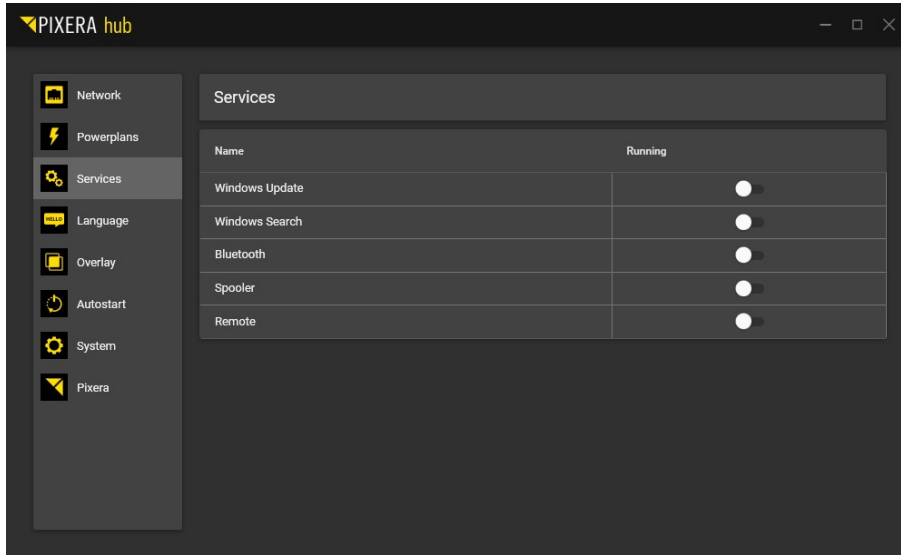 PIXERA hub
Network
Powerplans
Services
HELLO
Language
Overlay
Autostart
System
Pixera
Services
Name Running
Windows Update
Windows Search
Bluetooth
Spooler
Remote